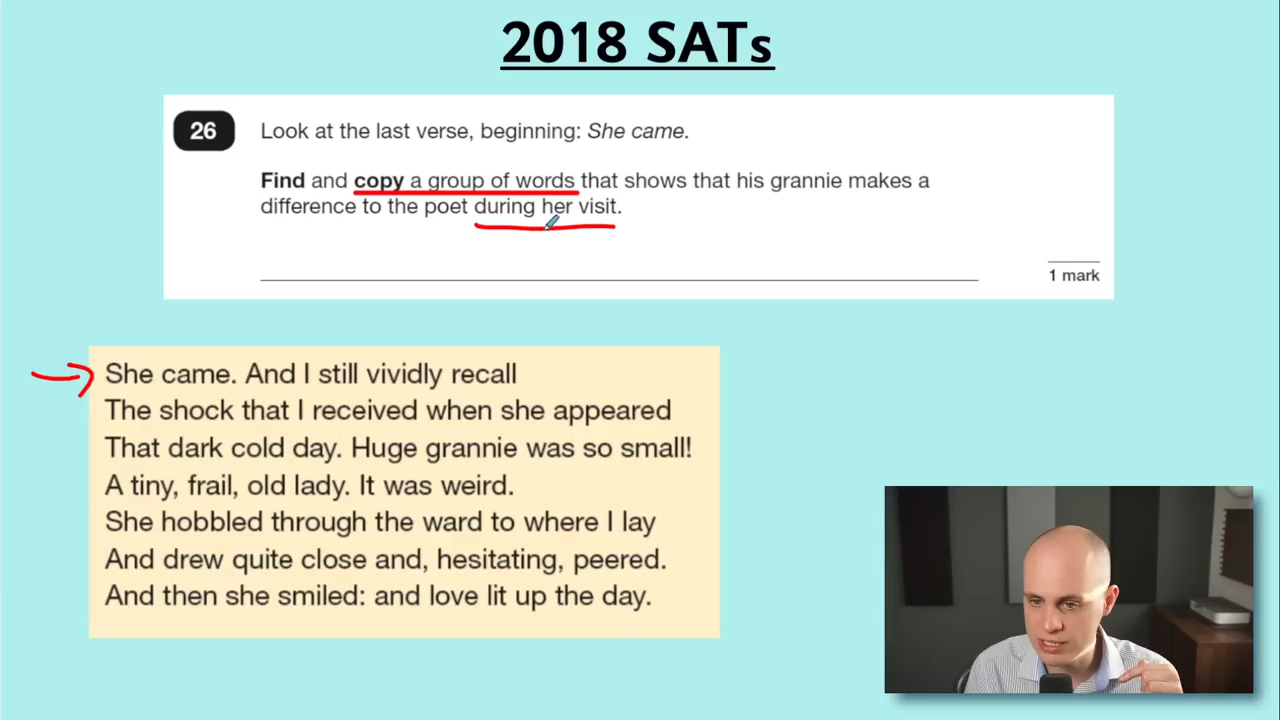 2018 SATs
26
Look at the last verse, beginning: She came.
Find and copy a group of words that shows that his grannie makes a
difference to the poet during her visit.
1 mark
She came. And I still vividly recall
The shock that I received when she appeared
That dark cold day. Huge grannie was so small!
A tiny, frail, old lady. It was weird.
She hobbled through the ward to where I lay
And drew quite close and, hesitating, peered.
And then she smiled: and love lit up the day.